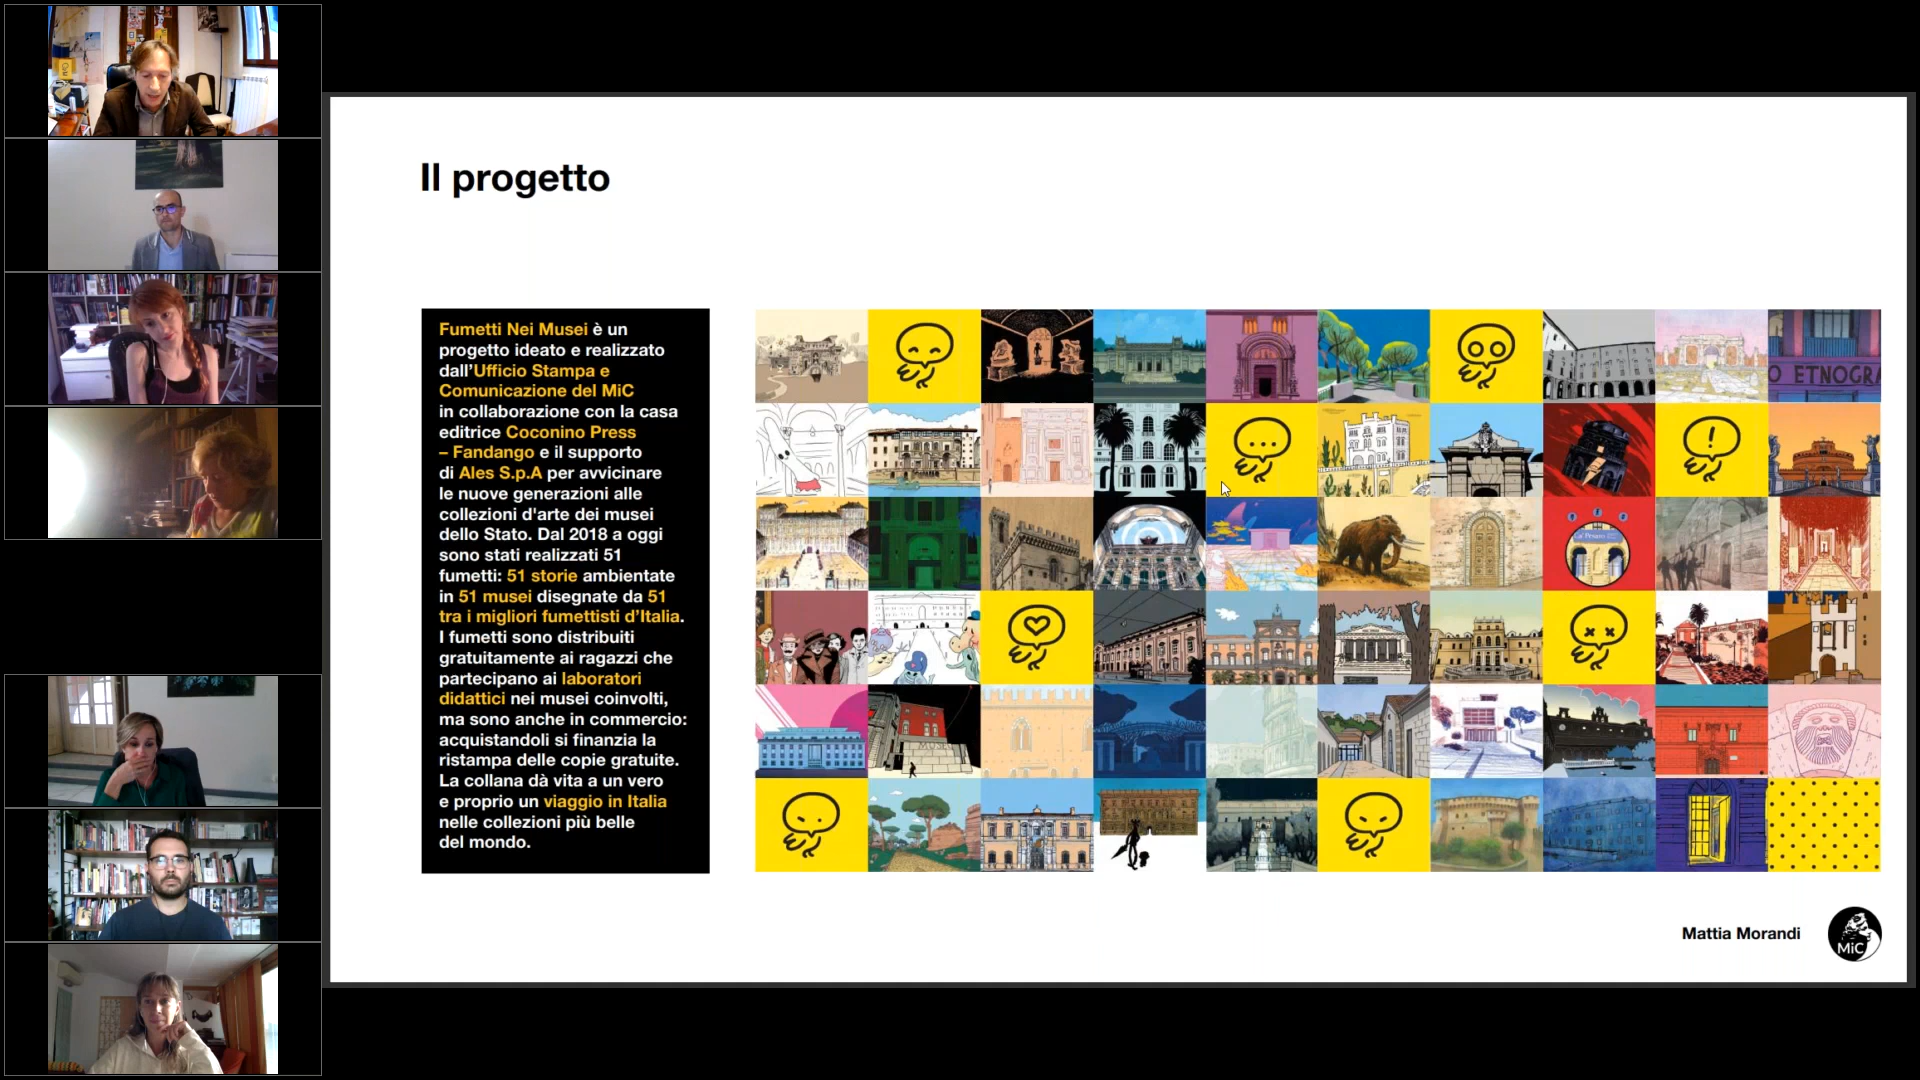 Il progetto
Fumetti Nei Musei è un
progetto ideato e realizzato
dall’Ufficio Stampa e
Comunicazione del MiC
in collaborazione con la casa
editrice Coconino Press
– Fandango e il supporto
di Ales S.p.A per avvicinare
le nuove generazioni alle
collezioni d'arte dei musei
dello Stato. Dal 2018 a oggi
sono stati realizzati 51
fumetti: 51 storie ambientate
in 51 musei disegnate da 51
tra i migliori fumettisti d’Italia.
I fumetti sono distribuiti
gratuitamente ai ragazzi che
partecipano ai laboratori
didattici nei musei coinvolti,
ma sono anche in commercio:
acquistandoli si finanzia la
ristampa delle copie gratuite.
La collana dà vita a un vero
e proprio un viaggio in Italia
nelle collezioni più belle
del mondo.
O ETNOGRA
Mattia Morandi
MiC